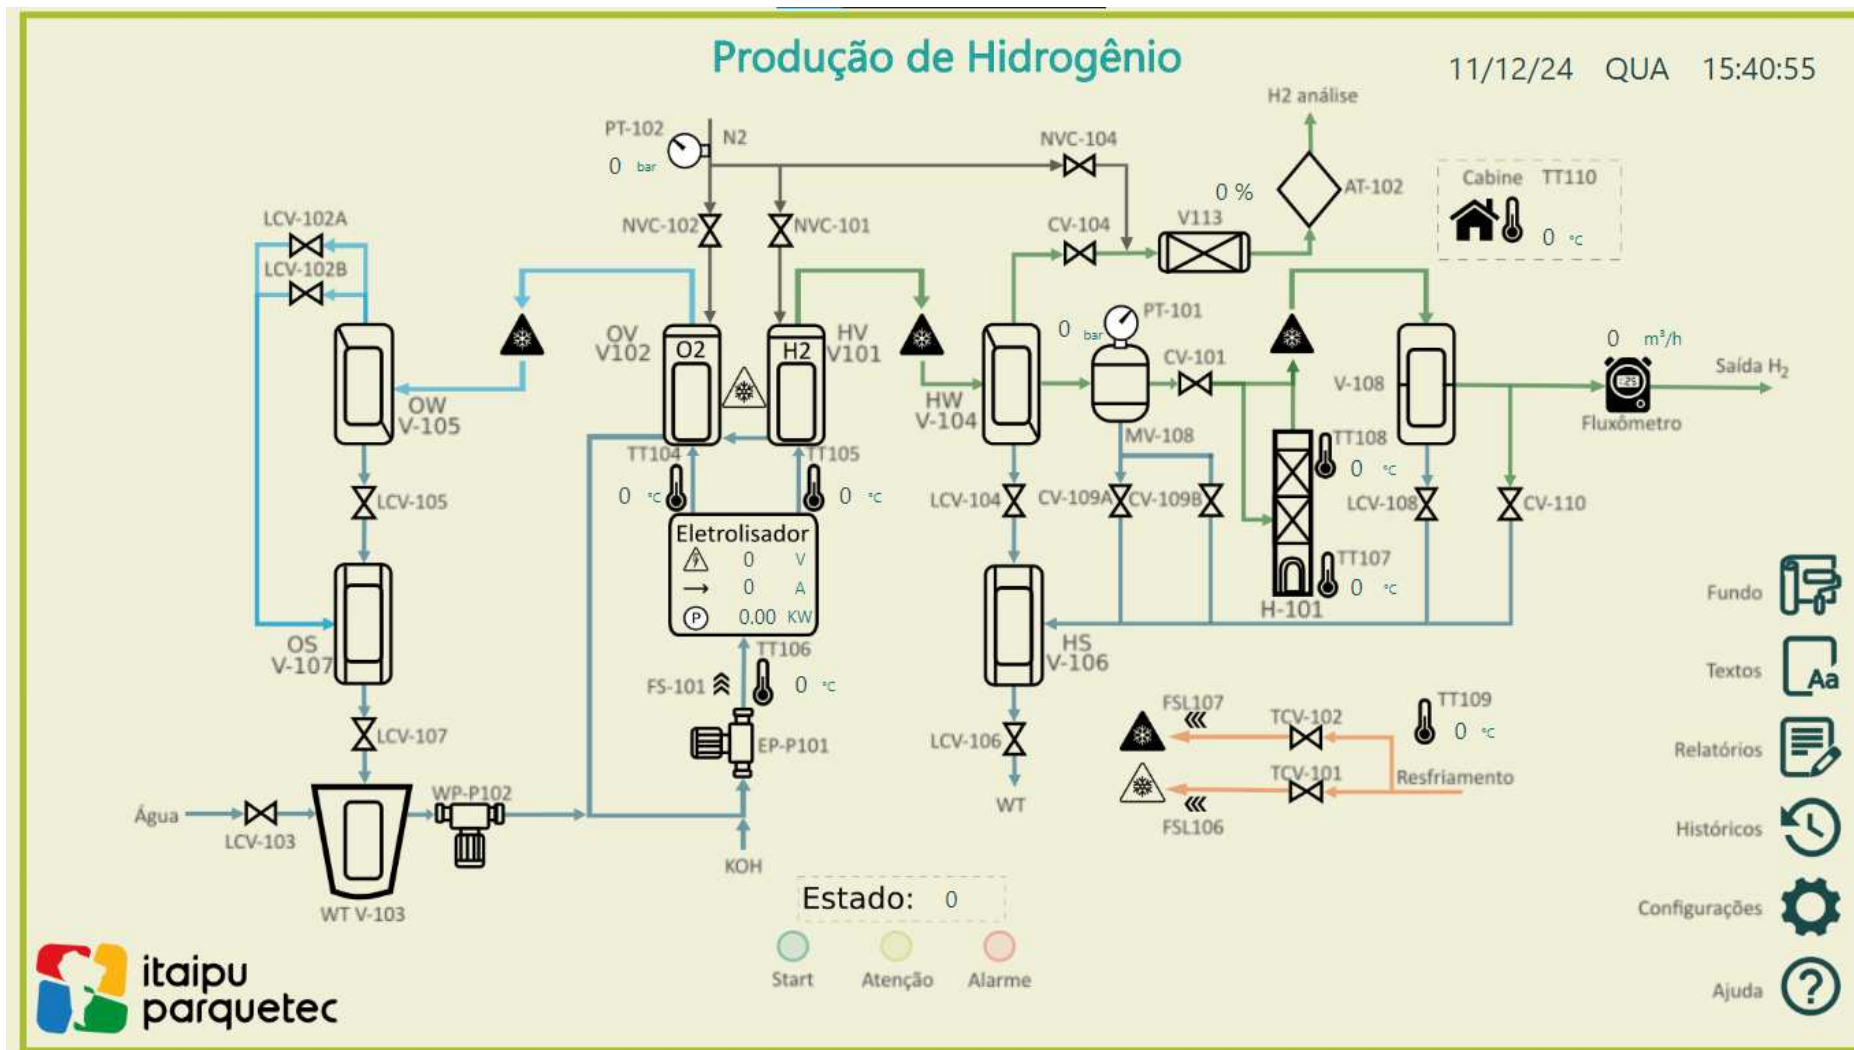 Produção de Hidrogênio
11/12/24 QUA 15:40:55
H2 análise
PT-102
N2
0 bar
NVC-104
AT-102
0 %
V113
Cabine TT110
0 °C
LCV-102A
LCV-102B
NVC-102
NVC-101
CV-104
OV
V102
O2
H2
HV
V101
PT-101
0 bar
CV-101
0 m³/h
Saída H2
Fluxômetro
V-108
OW
V-105
HW
V-104
MV-108
TT104
0 °C
TT105
0 °C
TT108
0 °C
LCV-105
LCV-104
CV-109A
CV-109B
LCV-108
CV-110
Eletrolisador
0 V
0 A
P 0.00 KW
TT107
0 °C
H-101
Fundo
OS
V-107
TT106
0 °C
FS-101
HS
V-106
Textos
Aa
FSL107
TCV-102
TT109
0 °C
LCV-107
EP-P101
LCV-106
Relatórios
TCV-101
Resfriamento
FSL106
WT
Água
LCV-103
WP-P102
KOH
Históricos
WT V-103
Estado: 0
Configurações
Start
Atenção
Alarme
Ajuda
?
itaipu
parquetec